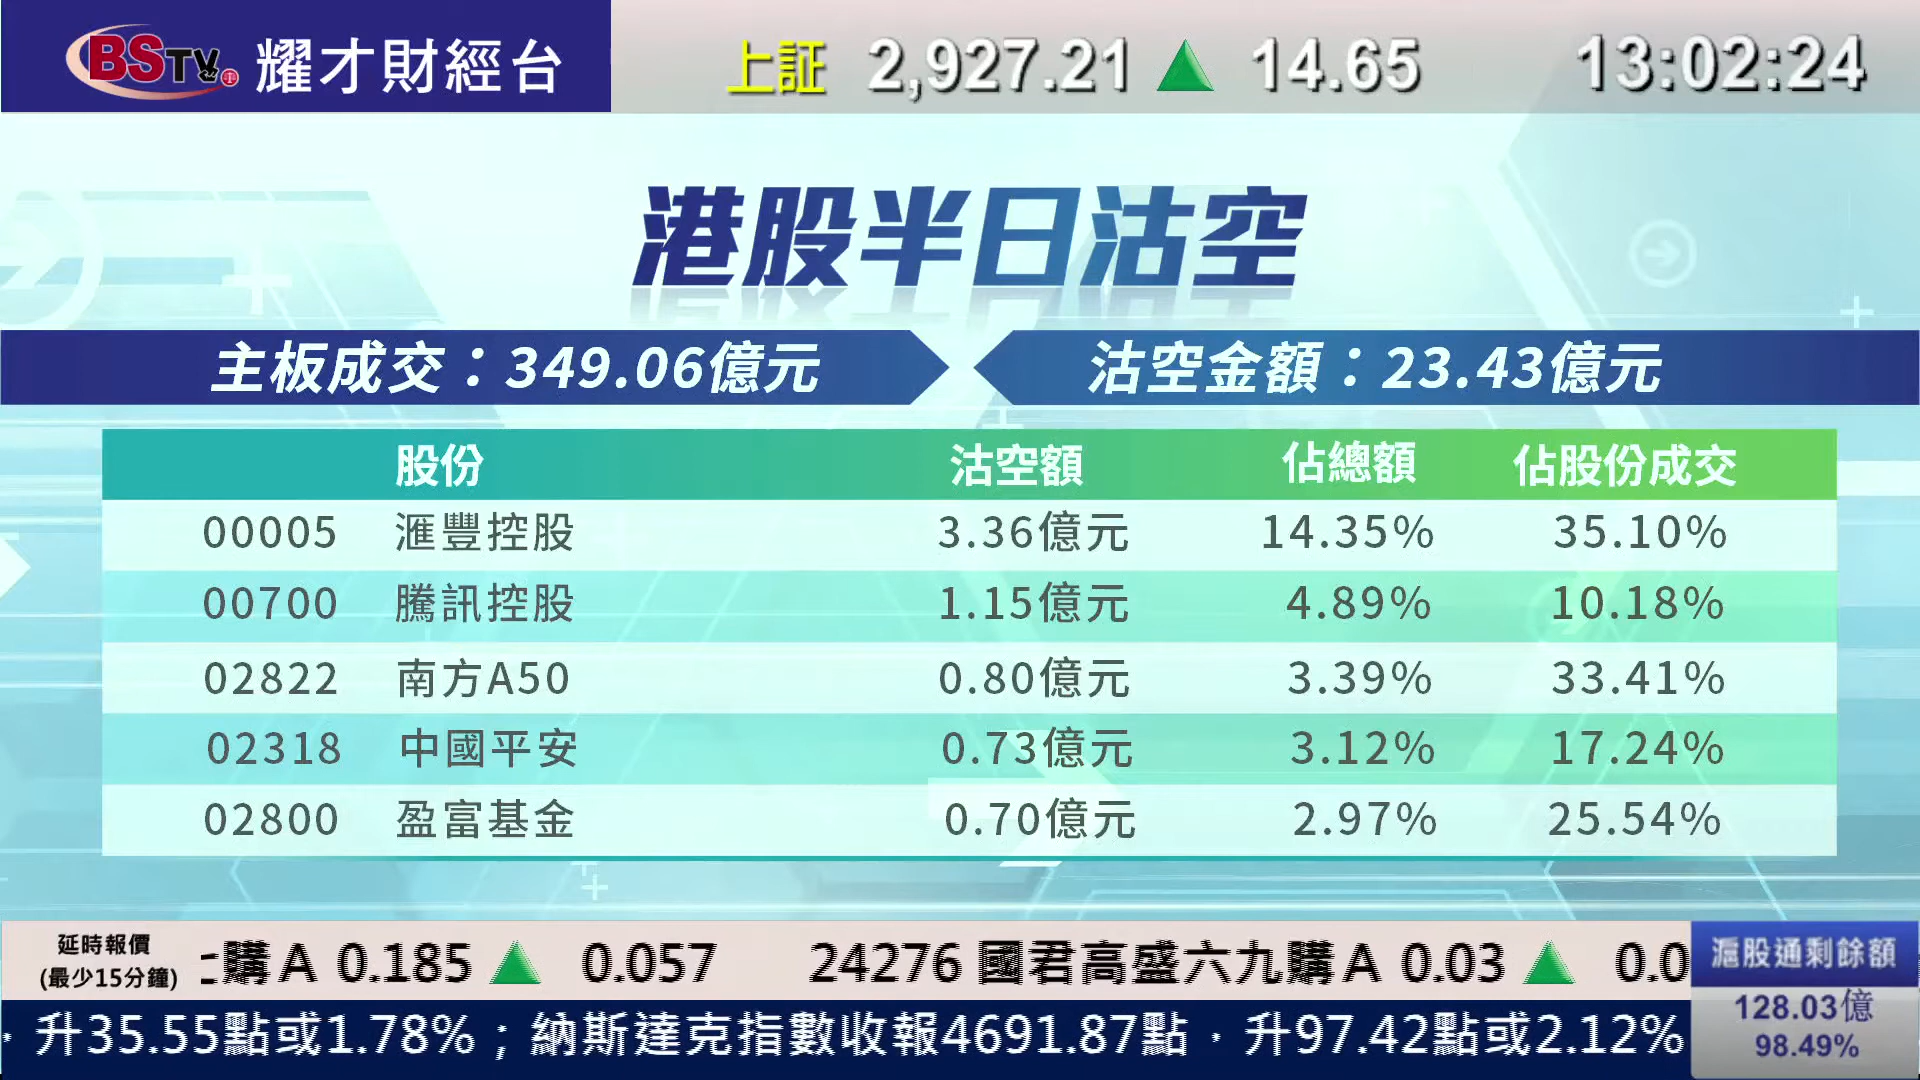 BSTV 耀才財經台
上証 2,927.21 ▲ 14.65 13:02:24
港股半日沽空
主板成交：349.06億元
沽空金額：23.43億元
股份 沽空額 佔總額 佔股份成交
00005 滙豐控股 3.36億元 14.35% 35.10%
00700 騰訊控股 1.15億元 4.89% 10.18%
02822 南方A50 0.80億元 3.39% 33.41%
02318 中國平安 0.73億元 3.12% 17.24%
02800 盈富基金 0.70億元 2.97% 25.54%
延時報價
(最少15分鐘)
購A 0.185 ▲ 0.057 24276 國君高盛六九購A 0.03 ▲ 0.0
滬股通剩餘額
128.03億
98.49%
升35.55點或1.78%；納斯達克指數收報4691.87點，升97.42點或2.12%